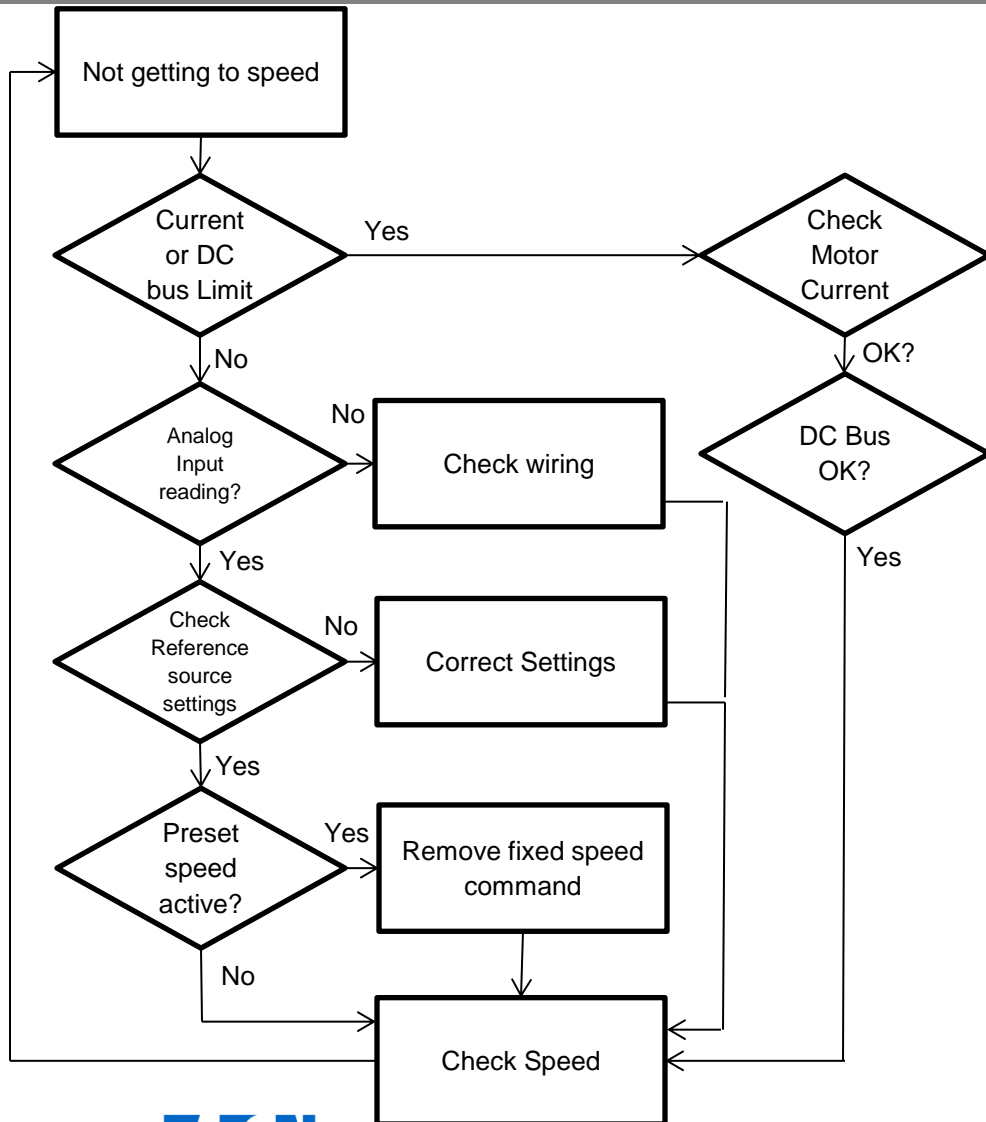 Not getting to speed
Current
or DC
bus Limit
Yes
Check
Motor
Current
No
OK?
Analog
Input
reading?
No
Check wiring
DC Bus
OK?
Yes
Yes
Check
Reference
source
settings
No
Correct Settings
Yes
Preset
speed
active?
Yes
Remove fixed speed
command
No
Check Speed